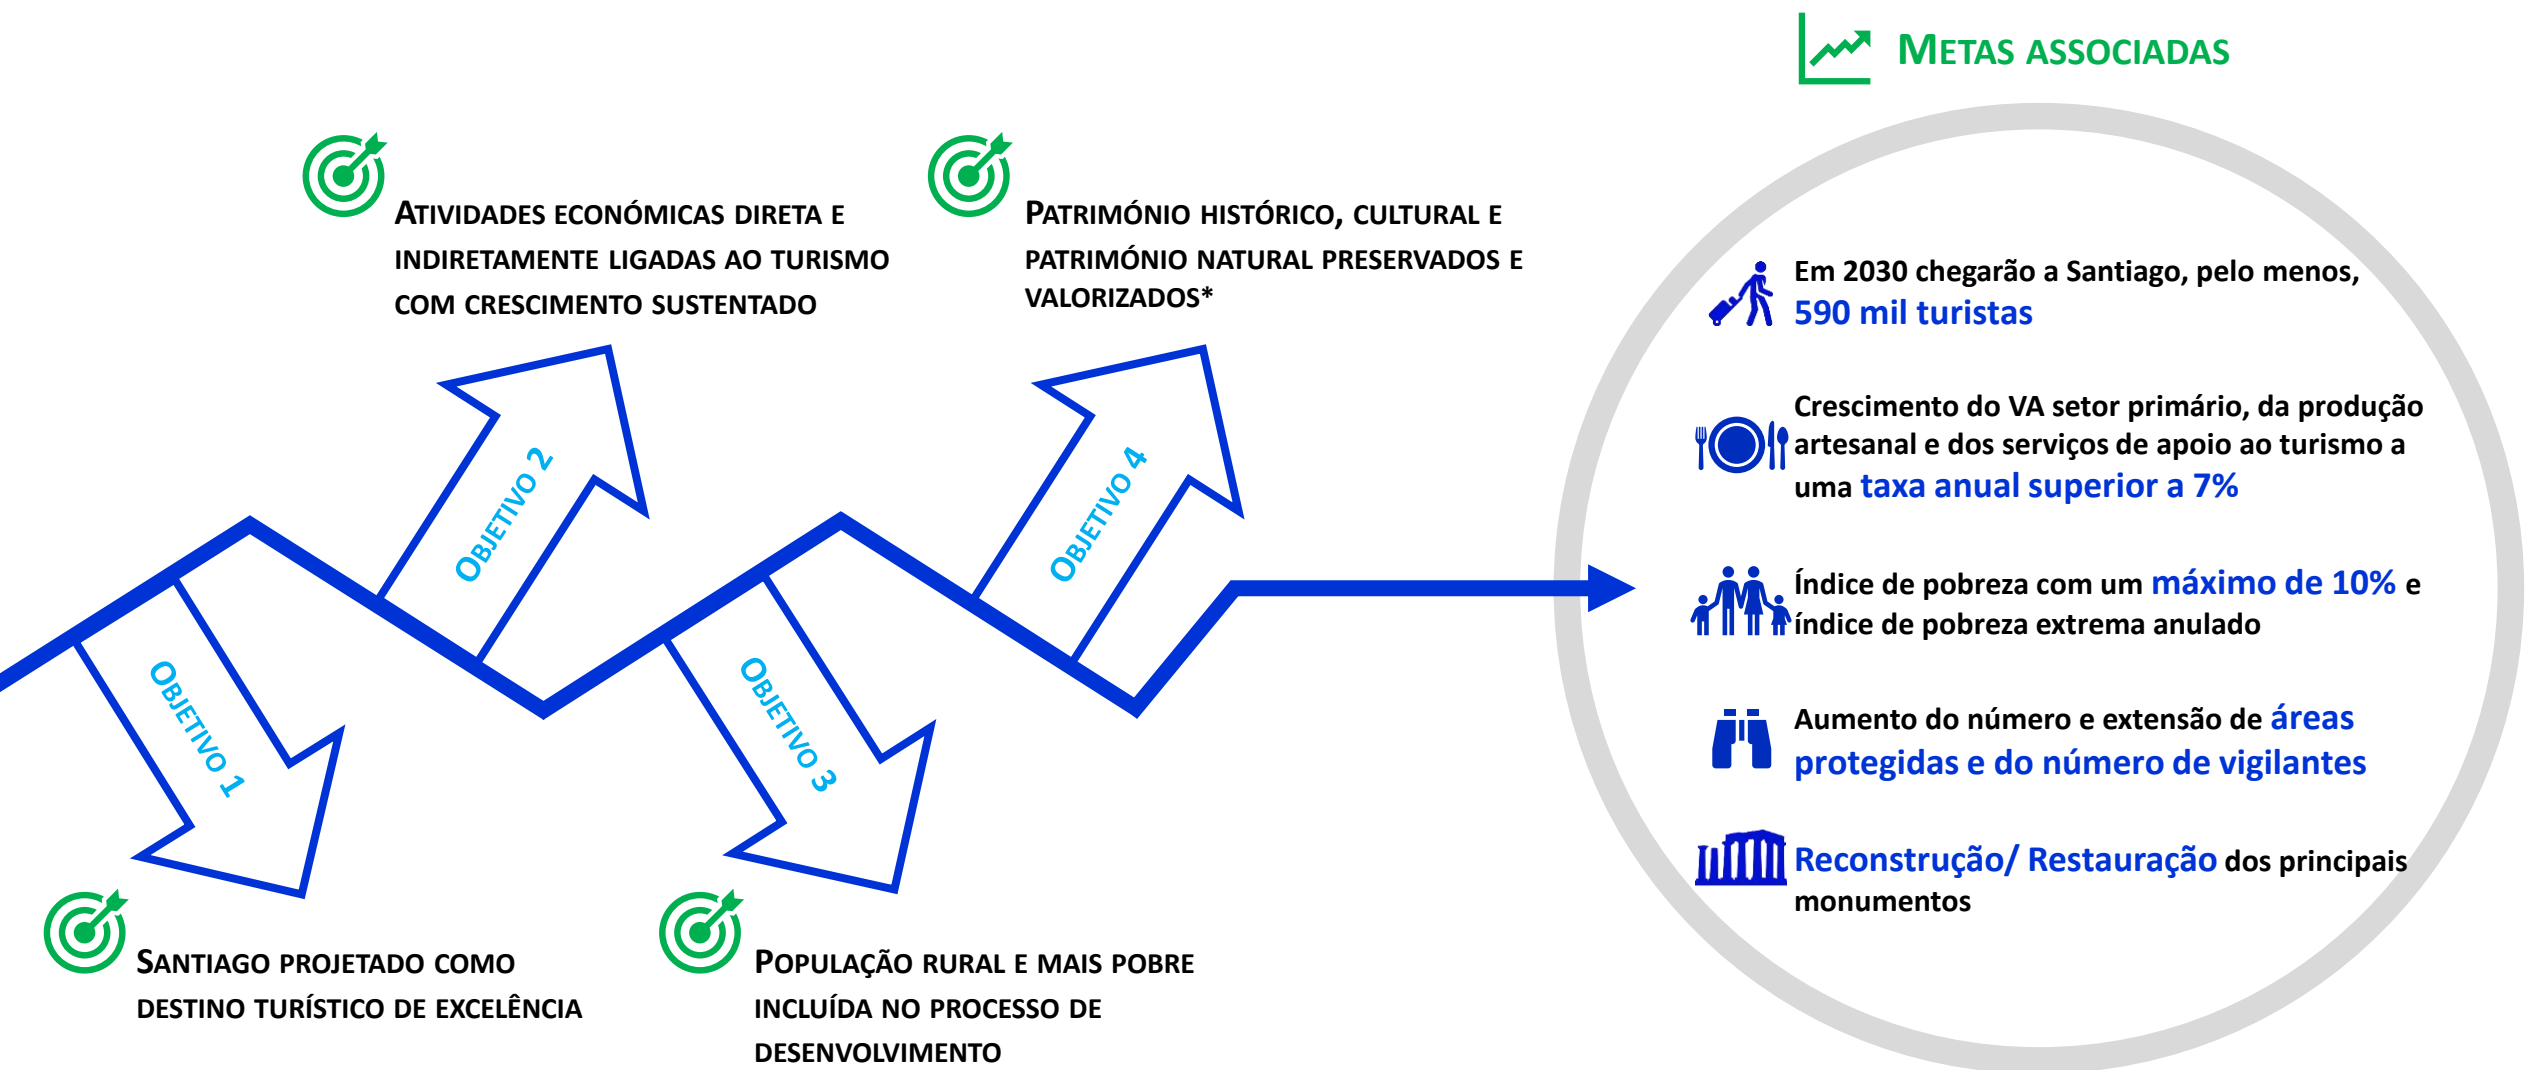 METAS ASSOCIADAS
ATIVIDADES ECONÓMICAS DIRETA E
INDIRETAMENTE LIGADAS AO TURISMO
COM CRESCIMENTO SUSTENTADO
PATRIMÓNIO HISTÓRICO, CULTURAL E
PATRIMÓNIO NATURAL PRESERVADOS E
VALORIZADOS*
OBJETIVO 1
OBJETIVO 2
OBJETIVO 3
OBJETIVO 4
SANTIAGO PROJETADO COMO
DESTINO TURÍSTICO DE EXCELÊNCIA
POPULAÇÃO RURAL E MAIS POBRE
INCLUÍDA NO PROCESSO DE
DESENVOLVIMENTO
Em 2030 chegarão a Santiago, pelo menos,
590 mil turistas
Crescimento do VA setor primário, da produção
artesanal e dos serviços de apoio ao turismo a
uma taxa anual superior a 7%
Índice de pobreza com um máximo de 10% e
índice de pobreza extrema anulado
Aumento do número e extensão de áreas
protegidas e do número de vigilantes
Reconstrução/ Restauração dos principais
monumentos